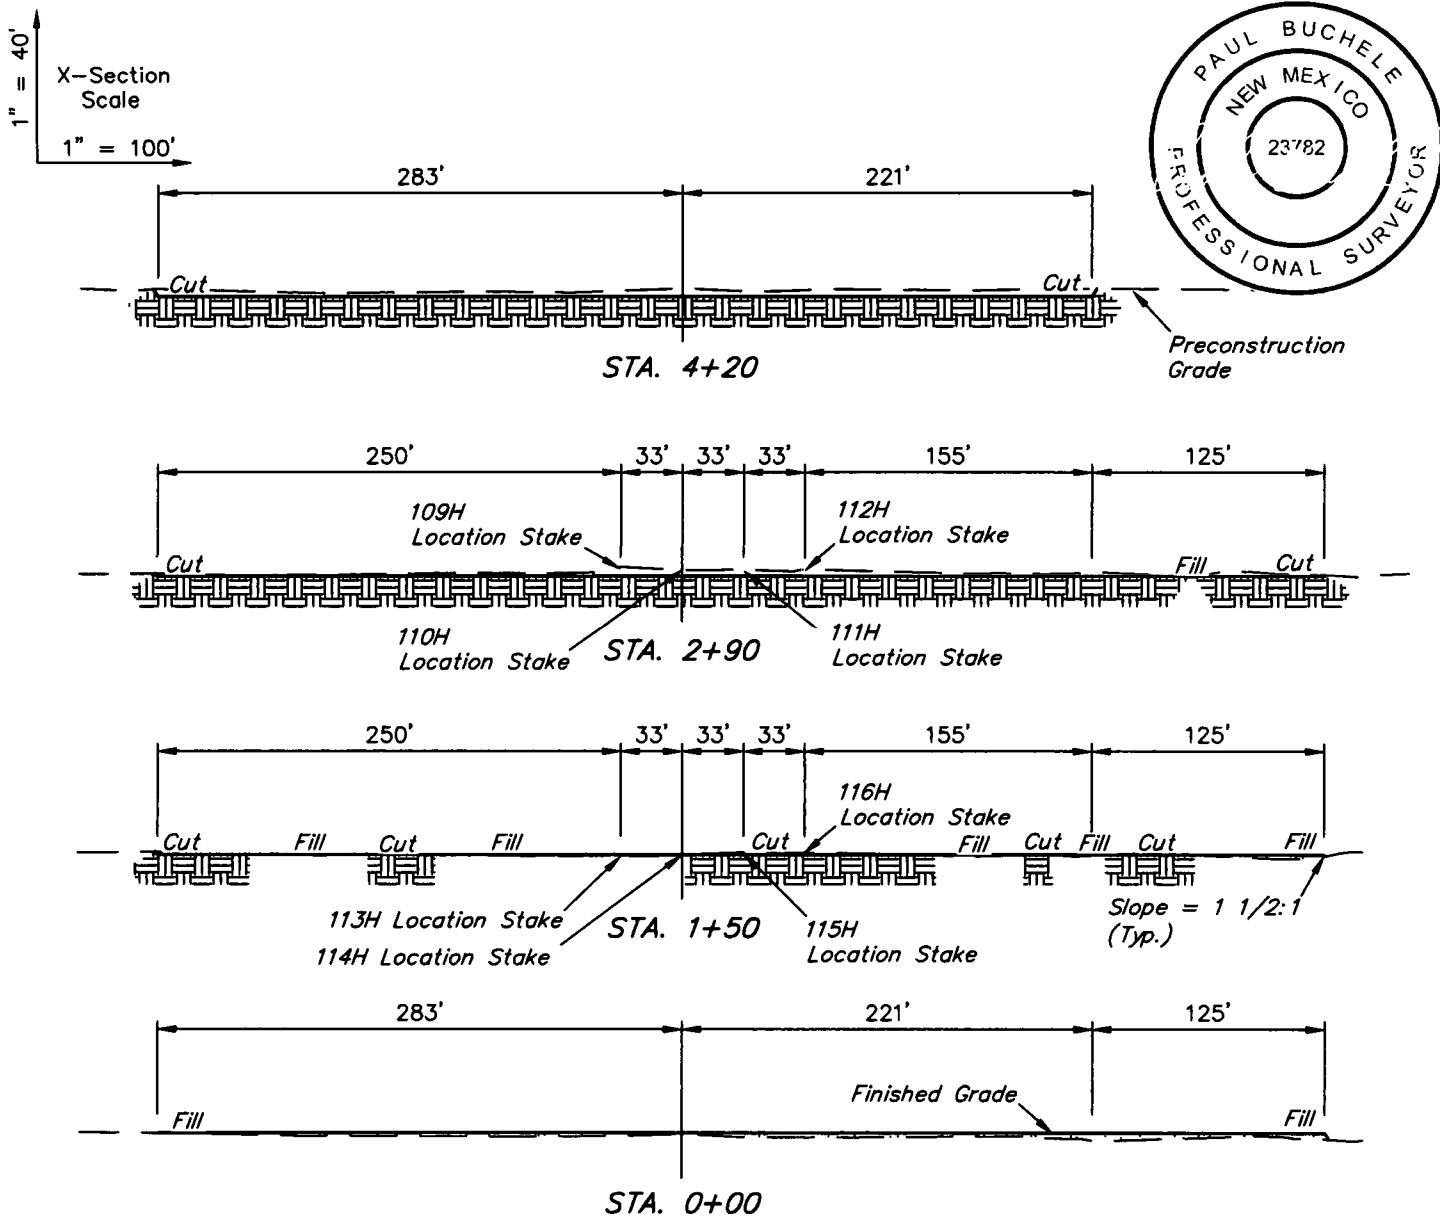 1" = 40'
X-Section
Scale
1" = 100'
PAUL BUCHELE
NEW MEXICO
23782
PROFESSIONAL SURVEYOR
283' 221'
Cut Cut
Preconstruction
Grade
STA. 4+20
250' 33' 33' 33' 155' 125'
109H
Location Stake
112H
Location Stake
Cut Fill Cut
110H
Location Stake
STA. 2+90
111H
Location Stake
250' 33' 33' 33' 155' 125'
116H
Location Stake
Cut Fill Cut Fill Cut Fill Cut Fill Cut Fill
113H Location Stake
114H Location Stake
STA. 1+50
115H
Location Stake
Slope = 1 1/2:1
(Typ.)
283' 221' 125'
Finished Grade
Fill Fill
STA. 0+00